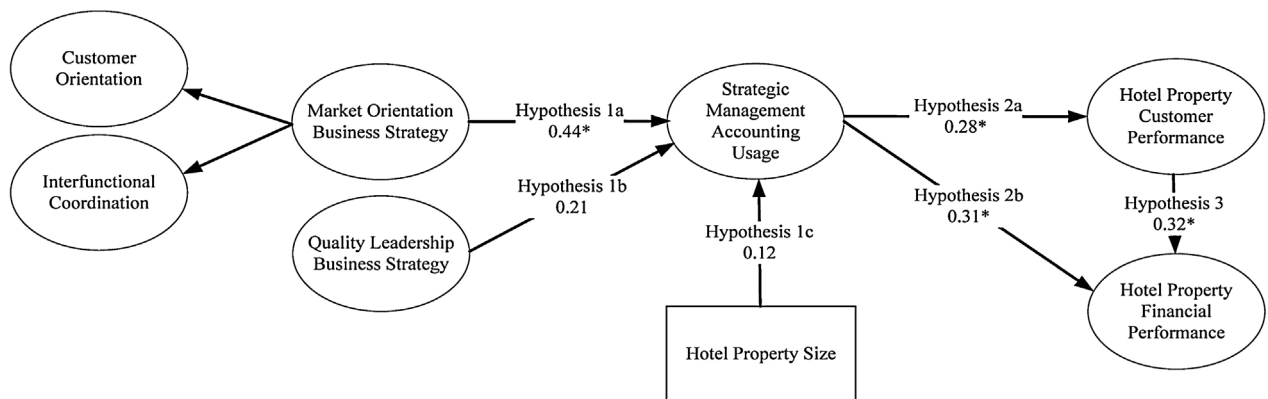 Customer
Orientation
Interfunctional
Coordination
Market Orientation
Business Strategy
Quality Leadership
Business Strategy
Hypothesis 1a
0.44*
Hypothesis 1b
0.21
Hypothesis 1c
0.12
Hotel Property Size
Strategic
Management
Accounting
Usage
Hypothesis 2a
0.28*
Hypothesis 2b
0.31*
Hotel Property
Customer
Performance
Hypothesis 3
0.32*
Hotel Property
Financial
Performance